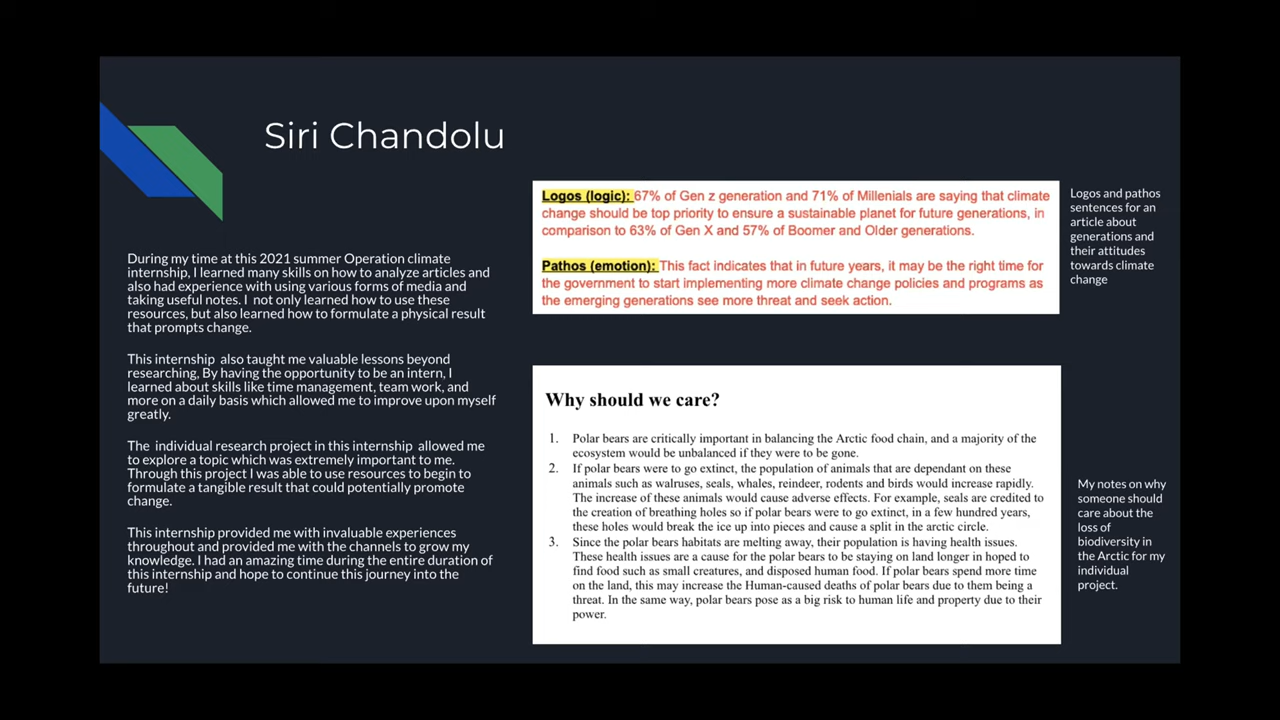 Siri Chandolu
During my time at this 2021 summer Operation climate
internship, I learned many skills on how to analyze articles and
also had experience with using various forms of media and
taking useful notes. I not only learned how to use these
resources, but also learned how to formulate a physical result
that prompts change.
This internship also taught me valuable lessons beyond
researching, By having the opportunity to be an intern, I
learned about skills like time management, team work, and
more on a daily basis which allowed me to improve upon myself
greatly.
The individual research project in this internship allowed me
to explore a topic which was extremely important to me.
Through this project I was able to use resources to begin to
formulate a tangible result that could potentially promote
change.
This internship provided me with invaluable experiences
throughout and provided me with the channels to grow my
knowledge. I had an amazing time during the entire duration of
this internship and hope to continue this journey into the
future!
Logos (logic): 67% of Gen z generation and 71% of Millenials are saying that climate
change should be top priority to ensure a sustainable planet for future generations, in
comparison to 63% of Gen X and 57% of Boomer and Older generations.
Pathos (emotion): This fact indicates that in future years, it may be the right time for
the government to start implementing more climate change policies and programs as
the emerging generations see more threat and seek action.
Logos and pathos
sentences for an
article about
generations and
their attitudes
towards climate
change
Why should we care?
1. Polar bears are critically important in balancing the Arctic food chain, and a majority of the
ecosystem would be unbalanced if they were to be gone.
2. If polar bears were to go extinct, the population of animals that are dependant on these
animals such as walruses, seals, whales, reindeer, rodents and birds would increase rapidly.
The increase of these animals would cause adverse effects. For example, seals are credited to
the creation of breathing holes so if polar bears were to go extinct, in a few hundred years,
these holes would break the ice up into pieces and cause a split in the arctic circle.
3. Since the polar bears habitats are melting away, their population is having health issues.
These health issues are a cause for the polar bears to be staying on land longer in hoped to
find food such as small creatures, and disposed human food. If polar bears spend more time
on the land, this may increase the Human-caused deaths of polar bears due to them being a
threat. In the same way, polar bears pose as a big risk to human life and property due to their
power.
My notes on why
someone should
care about the
loss of
biodiversity in
the Arctic for my
individual
project.